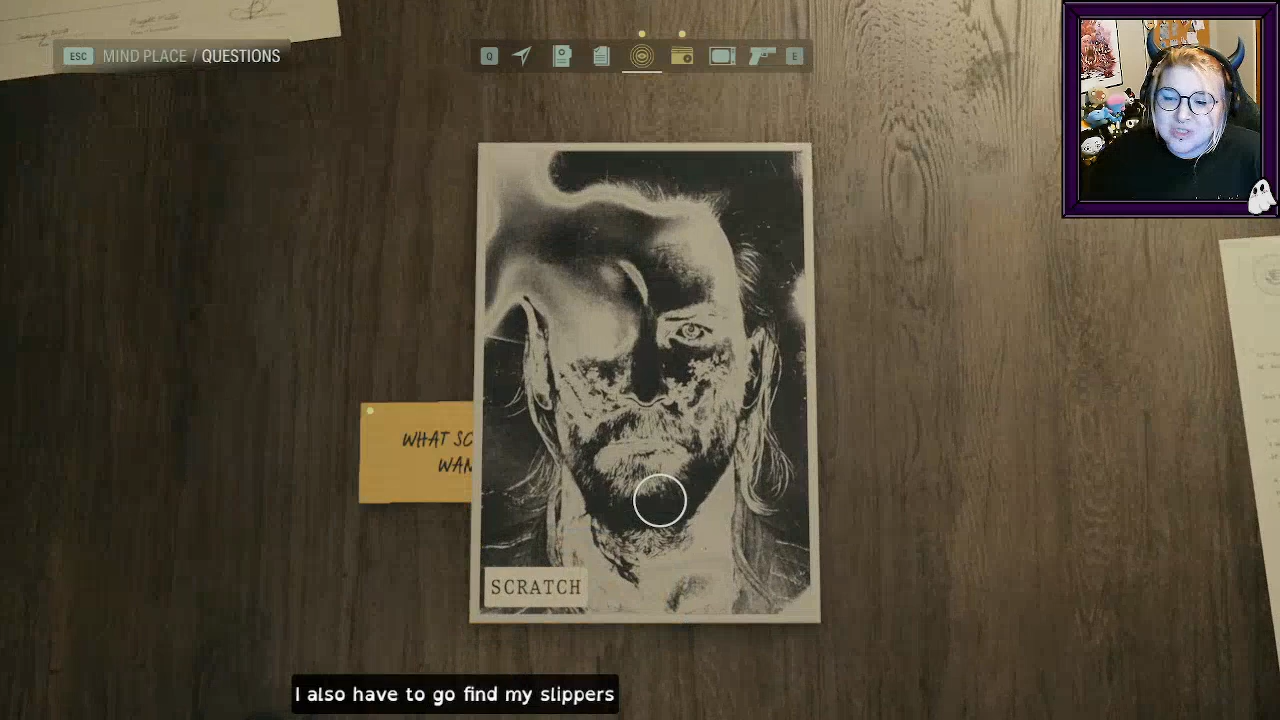 ESC MIND PLACE / QUESTIONS
Q
E
WHAT SC
WAN
SCRATCH
I also have to go find my slippers